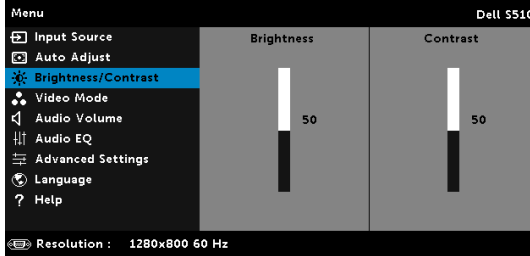 Menu Dell S510
Input Source
Auto Adjust
Brightness/Contrast
Video Mode
Audio Volume
Audio EQ
Advanced Settings
Language
? Help
Brightness Contrast
50 50
Resolution : 1280x800 60 Hz